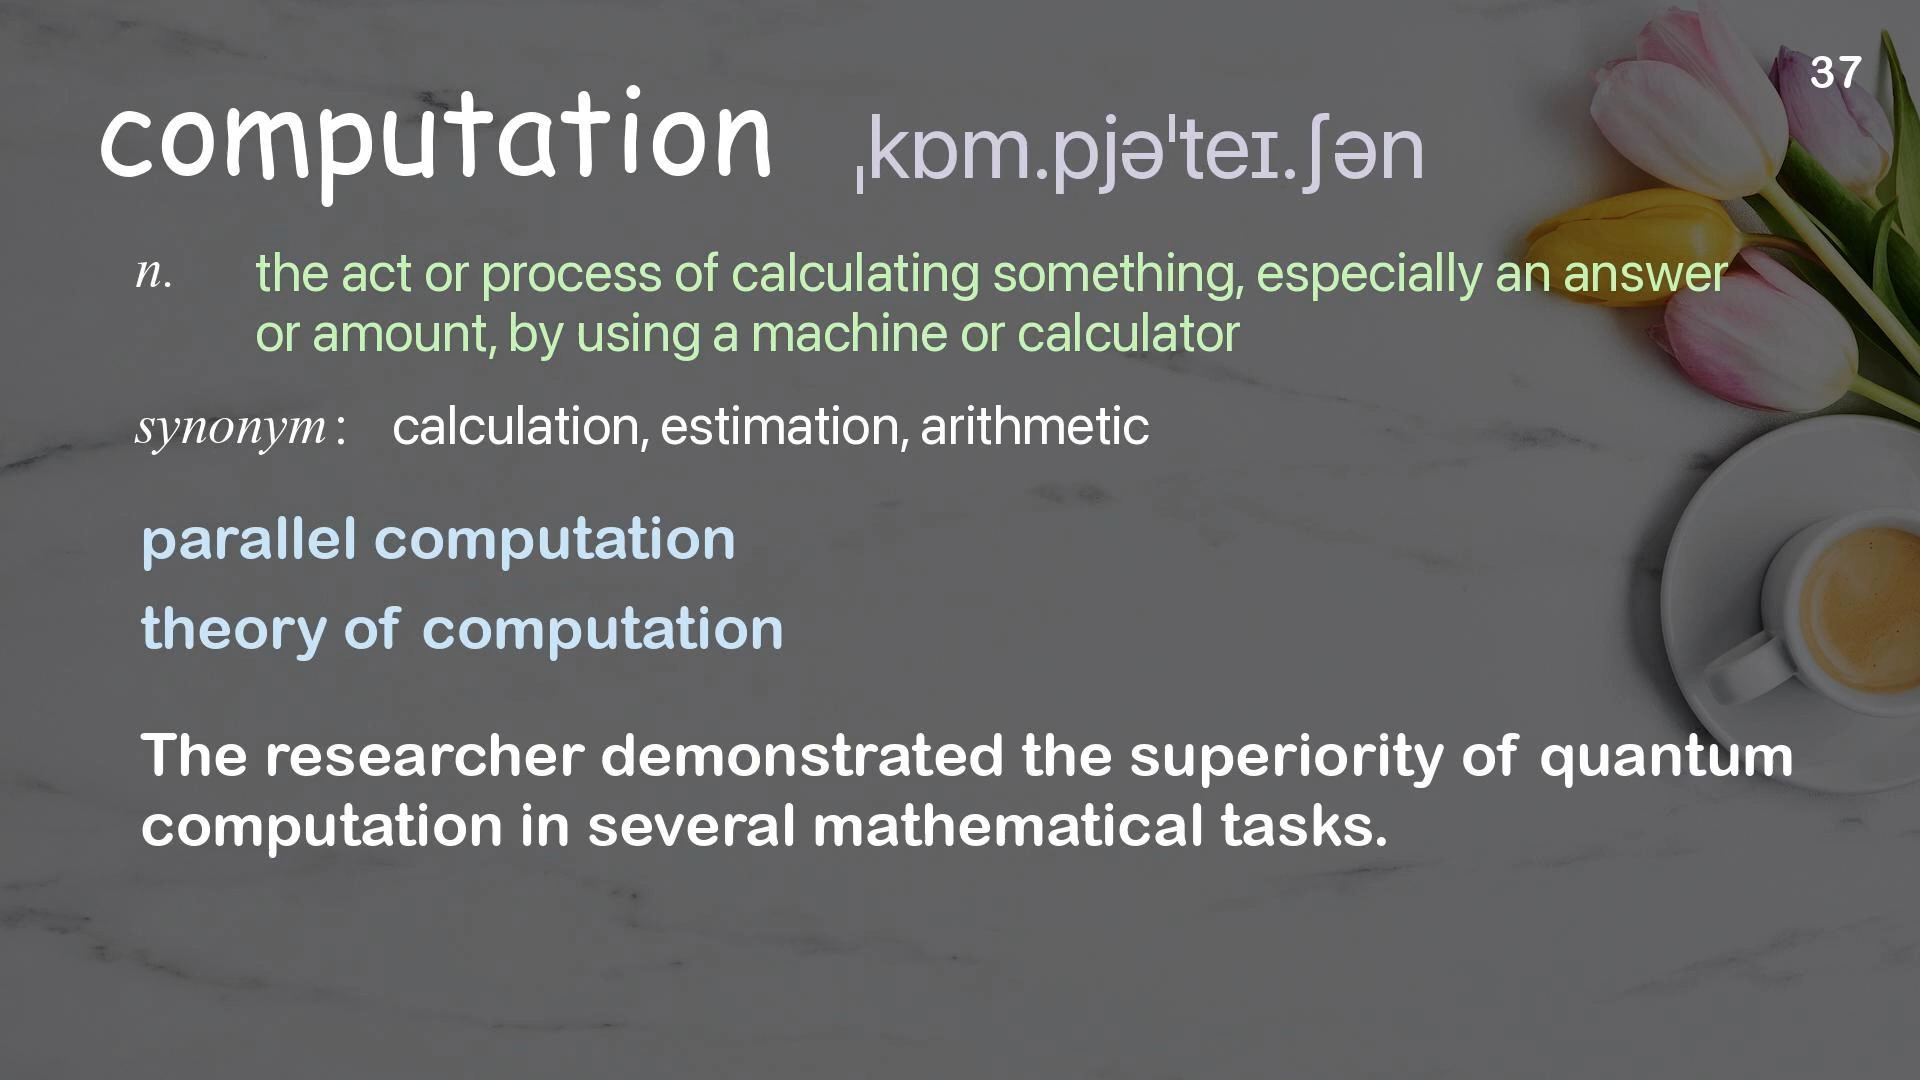 37
computation ˌkɒm.pjəˈteɪ.ʃən
n. the act or process of calculating something, especially an answer
or amount, by using a machine or calculator
synonym: calculation, estimation, arithmetic
parallel computation
theory of computation
The researcher demonstrated the superiority of quantum
computation in several mathematical tasks.